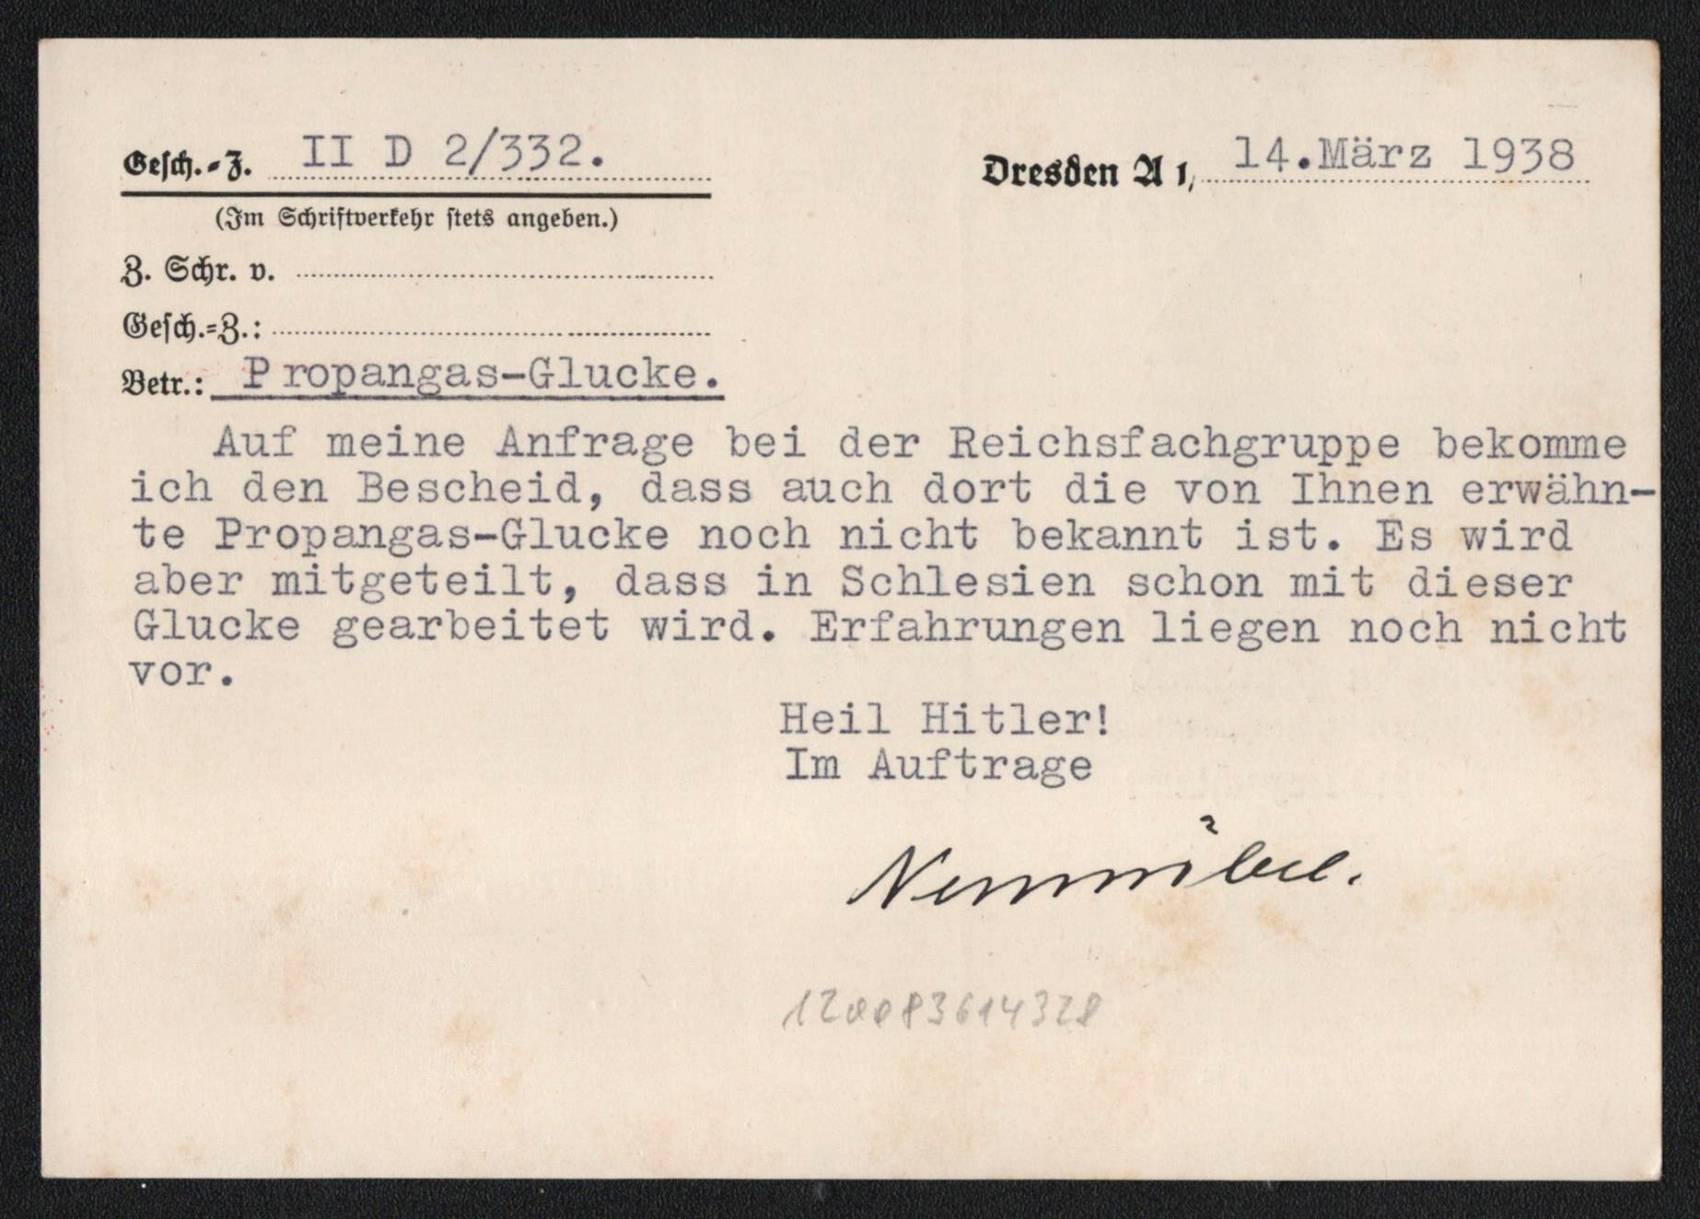 Gesch.-Z. II D 2/332.
Dresden A 1, 14.März 1938
(Im Schriftverkehr stets angeben.)
Z. Schr. v.
Gesch.-Z.:
Betr.: Propangas-Glucke.
Auf meine Anfrage bei der Reichsfachgruppe bekomme
ich den Bescheid, dass auch dort die von Ihnen erwähn-
te Propangas-Glucke noch nicht bekannt ist. Es wird
aber mitgeteilt, dass in Schlesien schon mit dieser
Glucke gearbeitet wird. Erfahrungen liegen noch nicht
vor.
Heil Hitler!
Im Auftrage